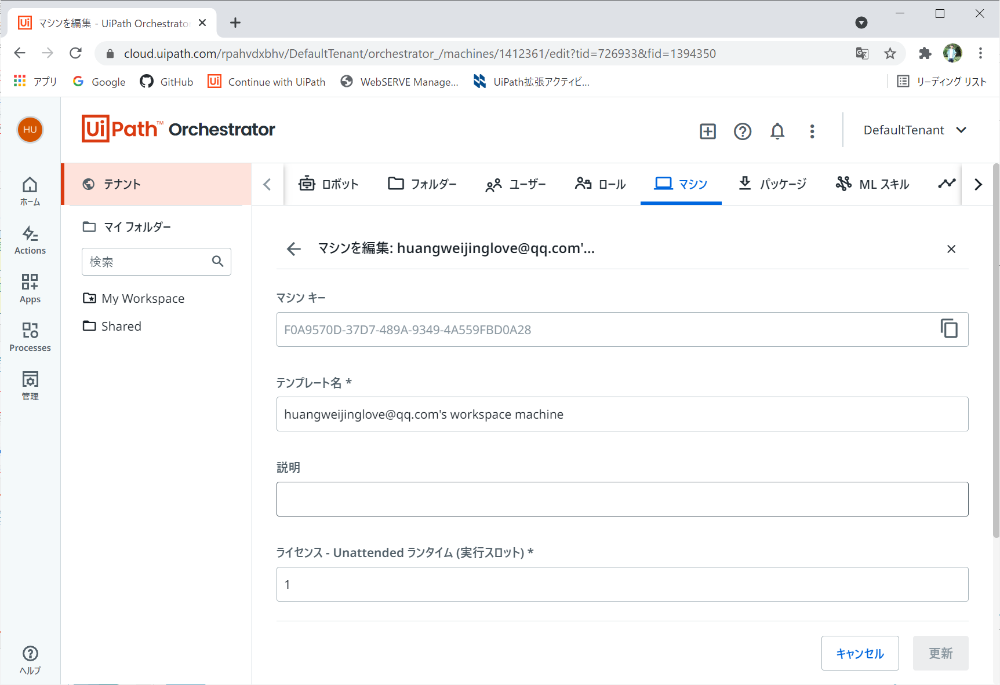 マシンを編集 - UiPath Orchestrato
cloud.uipath.com/rpahvdxbhv/DefaultTenant/orchestrator_/machines/1412361/edit?tid=726933&fid=1394350
アプリ Google GitHub Continue with UiPath WebSERVE Manage... UiPath拡張アクティビ... リーディング リスト
HU
UiPath™ Orchestrator
DefaultTenant
ホーム
Actions
Apps
Processes
管理
ヘルプ
テナント
マイ フォルダー
検索
My Workspace
Shared
ロボット フォルダー ユーザー ロール マシン パッケージ ML スキル
マシンを編集: huangweijinglove@qq.com'...
マシン キー
F0A9570D-37D7-489A-9349-4A559FBD0A28
テンプレート名 *
huangweijinglove@qq.com's workspace machine
説明
ライセンス - Unattended ランタイム (実行スロット) *
1
キャンセル 更新